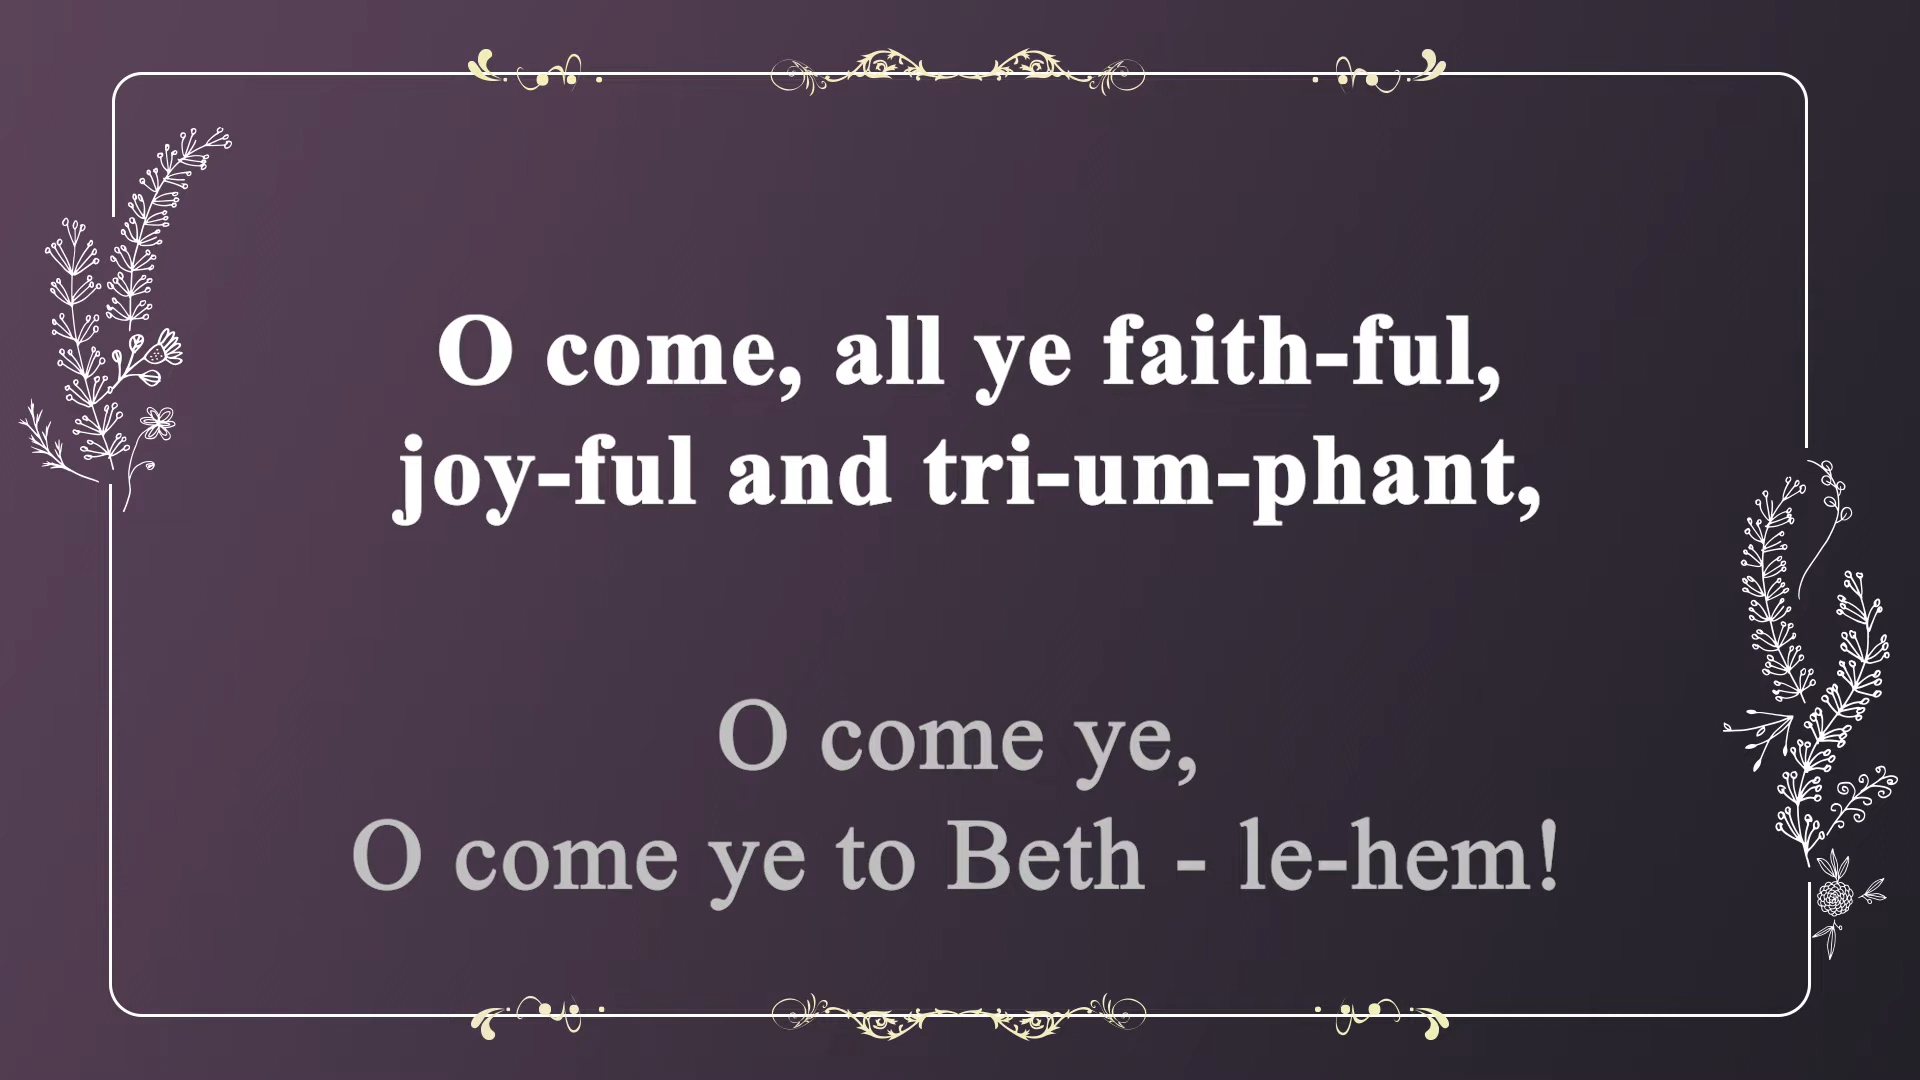 O come, all ye faith-ful,
joy-ful and tri-um-phant,
O come ye,
O come ye to Beth - le-hem!